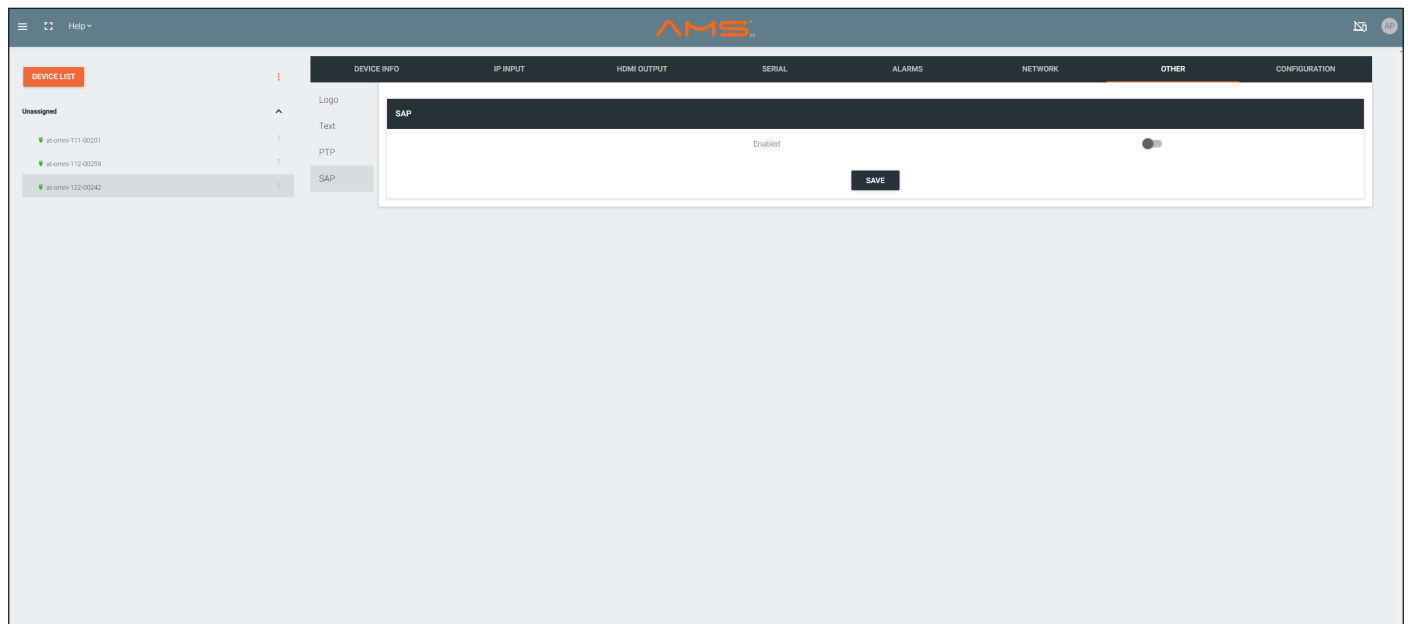 Help
AMS
AP
DEVICE LIST
DEVICE INFO
IP INPUT
HDMI OUTPUT
SERIAL
ALARMS
NETWORK
OTHER
CONFIGURATION
Unassigned
at-omni-111-00201
at-omni-112-00259
at-omni-122-00242
Logo
Text
PTP
SAP
SAP
Enabled
SAVE